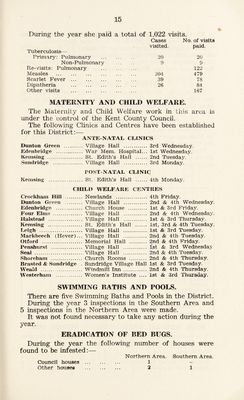 15
During the year she paid a total of 1,022 visits.
Cases visited. No. of visits paid.
Tuberculosis—
Primary: Pulmonary ... ... 20 20
Non-Pulmonary ... 9 9
Re-visits: Pulmonary ... ... 122
Measles ... ... ... ... 304 479
Scarlet Fever ... ... ... 39 78
Diptheria ... ... ... ... 26 84
Other visits ... ... ... 167
MATERNITY AND CHILD WELFARE.
The Maternity and Child Welfare work in this area is
under the control of the Kent County Council.
The following Clinics and Centres have been established
for this District:—
ANTE-NATAL CLINICS
Dunton Green Village Hall ... 3rd Wednesday.
Edenbridge War Mem. Hospital... 1st Wednesday.
Kemsing St. Edith's Hall ... 2nd Tuesday.
Sundridge Village Hall ... 3rd Monday.
POST-NATAL CLINIC
Kemsing St. Edith's Hall ... 4th Monday.
CHILD WELFARE CENTRES
Crockham Hill Newlands ... 4th Friday.
Dunton Green Village Hall ... 2nd & 4th Wednesday.
Edenbridge Church House ... 1st & 3rd Friday.
Four Elms Village Hall ... 2nd & 4th Wednesday.
Halstead Village Hall ... 1st & 3rd Thursday.
Kemsing St. Edith's Hall ... 1st, 3rd & 4th Tuesday.
Leigh Village Hall ... 1st & 3rd Tuesday.
Markbeech (Hever)... Village Hall ... 2nd & 4th Tuesday.
Otford Memorial Hall ... 2nd & 4th Friday
Penshurst Village Hall ... 1st & 3rd Wednesday
Seal Village Hall ... 2nd & 4th Tuesday.
Shoreham Church Rooms ... 2nd & 4th Thursday.
Brasted & Sundridge Sundridge Village Hall 1st & 3rd Tuesday.
Weald Windmill Inn ... 2nd & 4th Thursday.
Westerham Women's Institute ... 1st & 3rd Thursday.
SWIMMING BATHS AND POOLS.
There are five Swimming Baths and Pools in the District.
During the year 3 inspections in the Southern Area and
5 inspections in the Northern Area were made.
It was not found necessary to take any action during the
year.
ERADICATION OF BED BUGS.
During the year the following number of houses were
found to be infested:—
Northern Area. Southern Area.
Council houses ... ... 1 –
Other houses ... ... 2 1